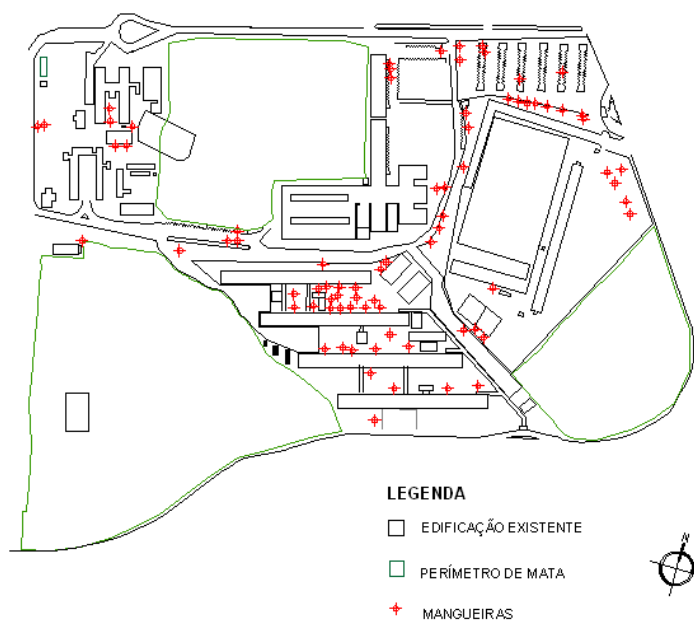 LEGENDA
EDIFICAÇÃO EXISTENTE
PERÍMETRO DE MATA
MANGUEIRAS
N